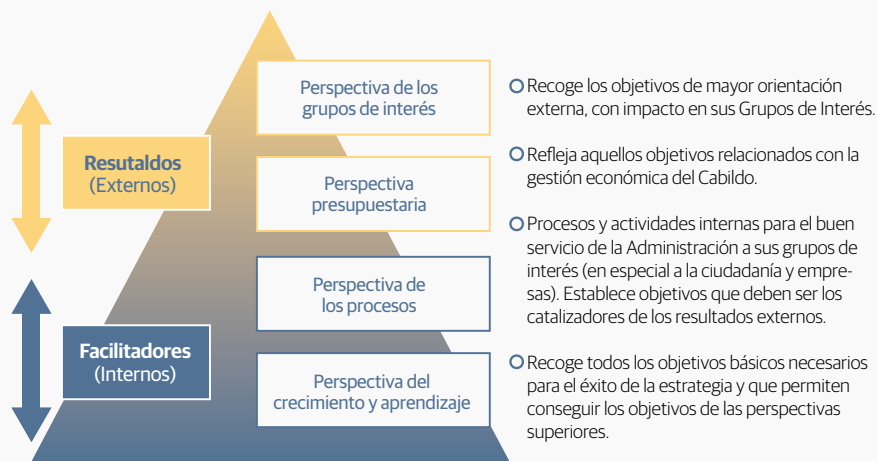 Perspectiva de los
grupos de interés
Recoge los objetivos de mayor orientación
externa, con impacto en sus Grupos de Interés.
Resutaldos
(Externos)
Perspectiva
presupuestaria
Refleja aquellos objetivos relacionados con la
gestión económica del Cabildo.
Perspectiva de
los procesos
Procesos y actividades internas para el buen
servicio de la Administración a sus grupos de
interés (en especial a la ciudadanía y empre-
sas). Establece objetivos que deben ser los
catalizadores de los resultados externos.
Facilitadores
(Internos)
Perspectiva del
crecimiento y aprendizaje
Recoge todos los objetivos básicos necesarios
para el éxito de la estrategia y que permiten
conseguir los objetivos de las perspectivas
superiores.